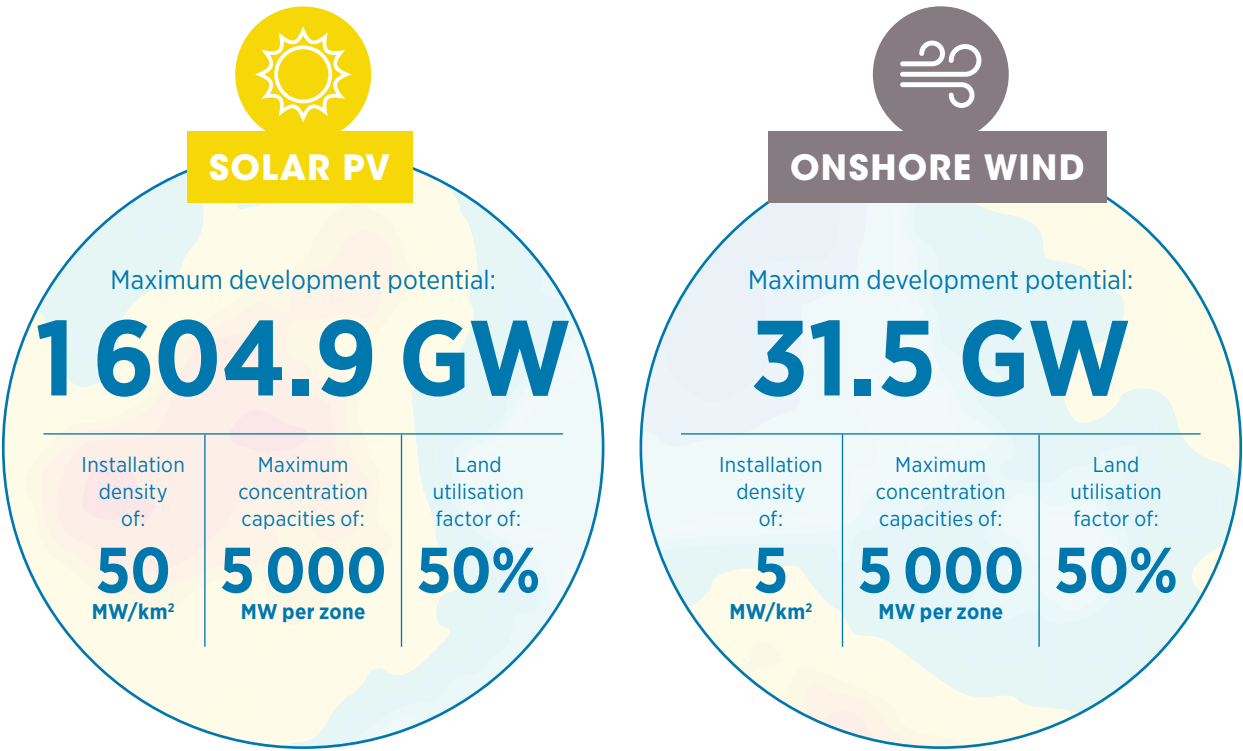 SOLAR PV
Maximum development potential:
1 604.9 GW
Installation
density
of:
50
MW/km²
Maximum
concentration
capacities of:
5 000
MW per zone
Land
utilisation
factor of:
50%
ONSHORE WIND
Maximum development potential:
31.5 GW
Installation
density
of:
5
MW/km²
Maximum
concentration
capacities of:
5 000
MW per zone
Land
utilisation
factor of:
50%